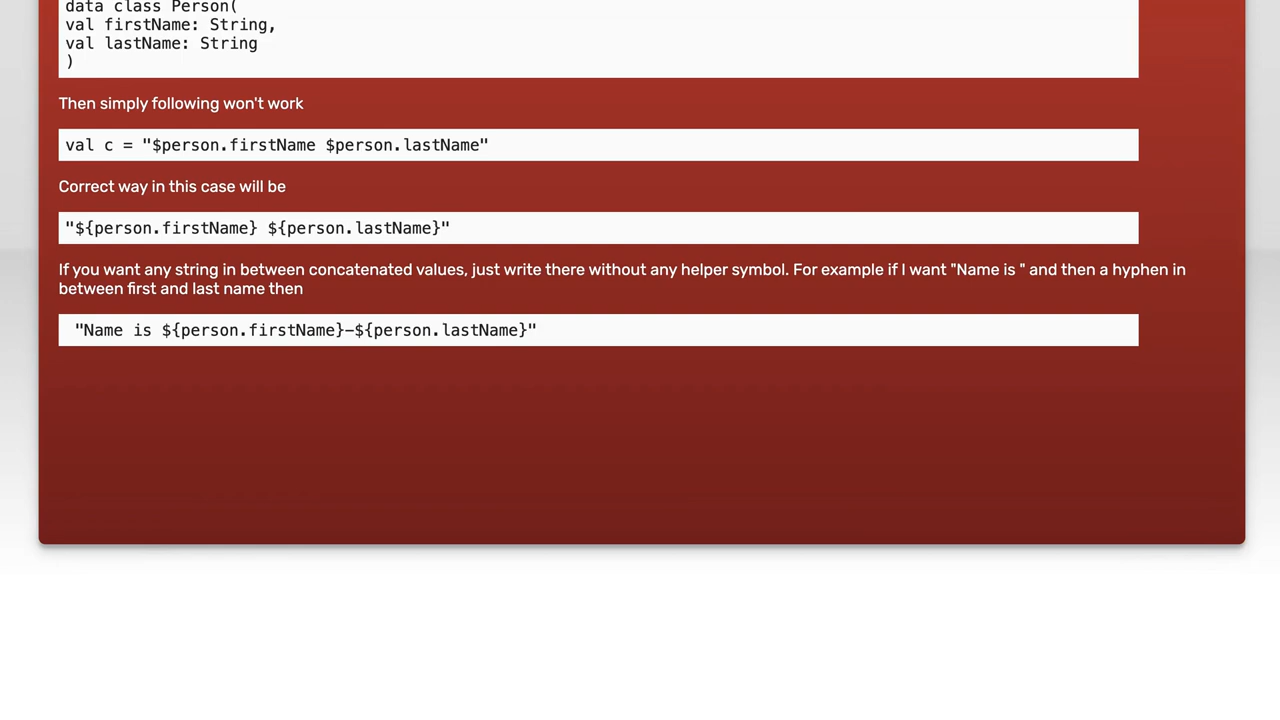 data class Person(
val firstName: String,
val lastName: String
)
Then simply following won't work
val c = "$person.firstName $person.lastName"
Correct way in this case will be
"${person.firstName} ${person.lastName}"
If you want any string in between concatenated values, just write there without any helper symbol. For example if I want "Name is " and then a hyphen in
between first and last name then
"Name is ${person.firstName}-${person.lastName}"